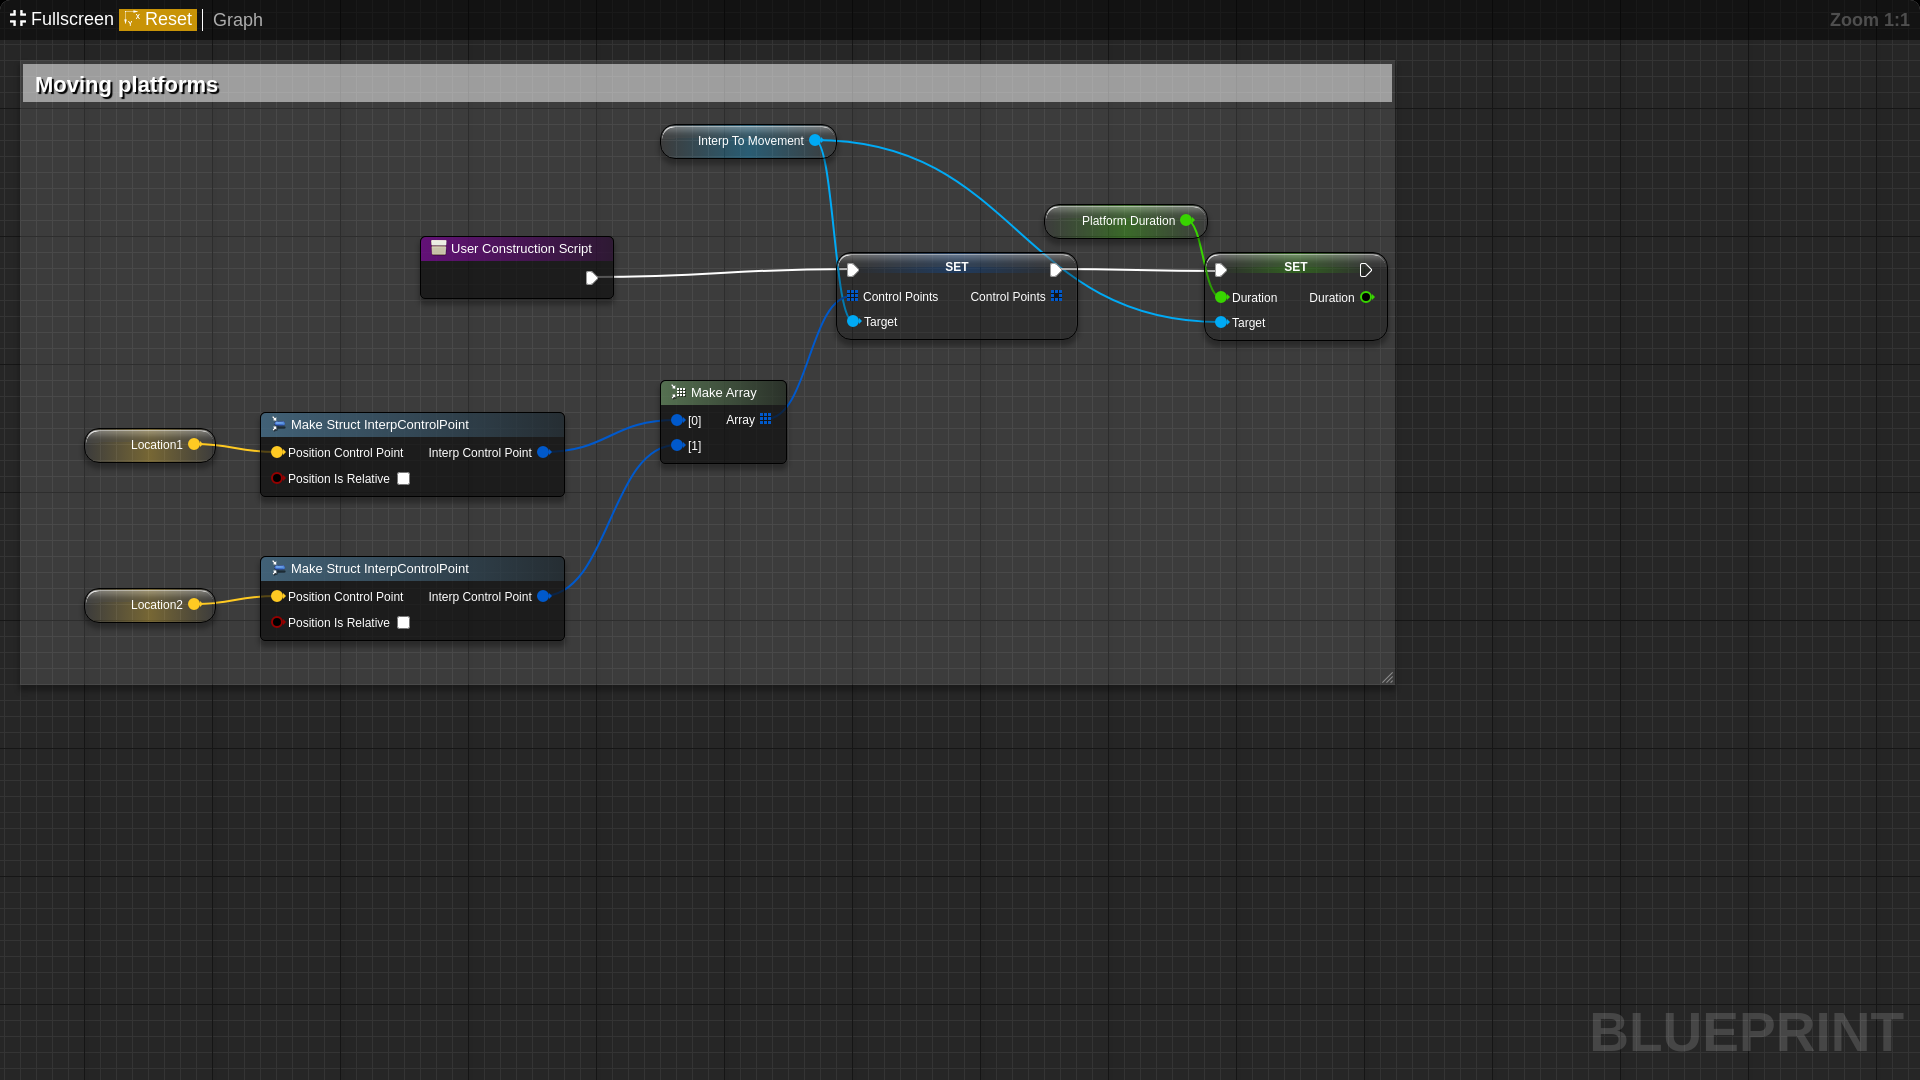 Fullscreen Reset Graph Zoom 1:1
Moving platforms
Interp To Movement
Platform Duration
User Construction Script
SET
Control Points Control Points
Target
SET
Duration Duration
Target
Make Array
[0] Array
[1]
Location1
Make Struct InterpControlPoint
Position Control Point Interp Control Point
Position Is Relative
Location2
Make Struct InterpControlPoint
Position Control Point Interp Control Point
Position Is Relative
BLUEPRINT